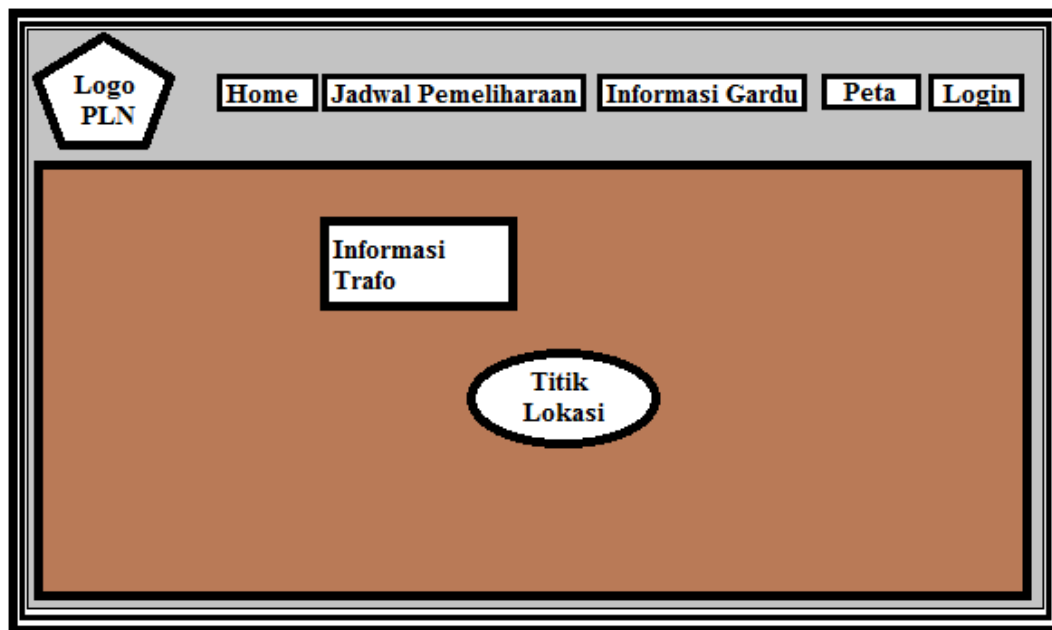 Logo
PLN
Home
Jadwal Pemeliharaan
Informasi Gardu
Peta
Login
Informasi
Trafo
Titik
Lokasi